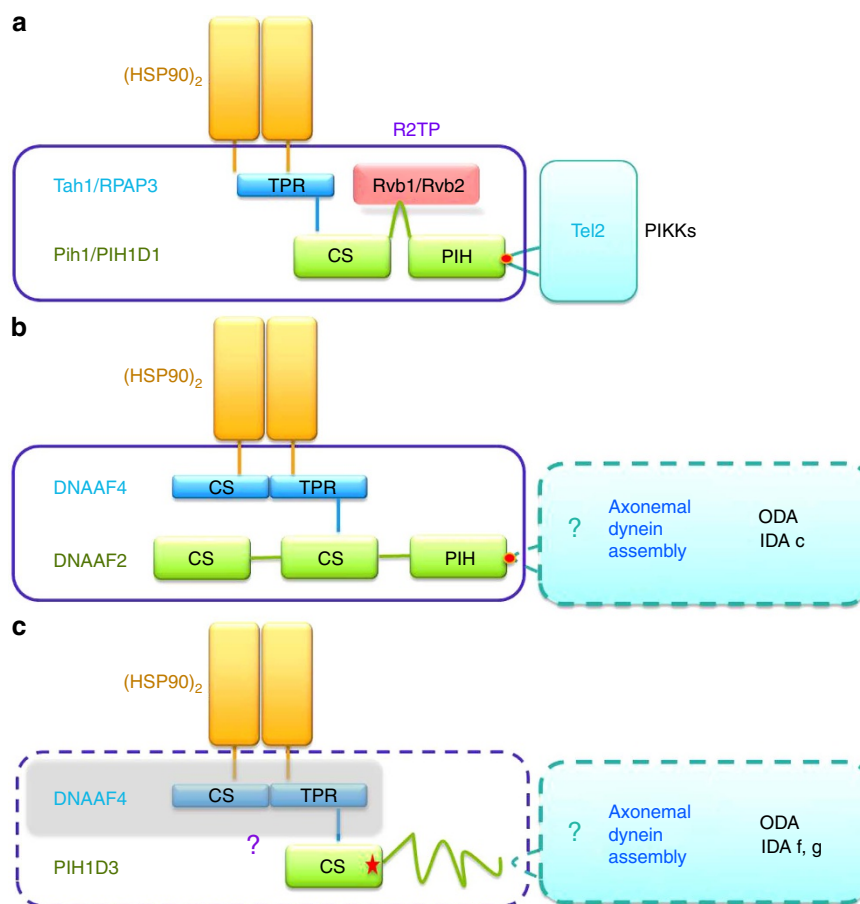 a
(HSP90)₂
R2TP
Tah1/RPAP3
TPR
Rvb1/Rvb2
Tel2
PIKKs
Pih1/PIH1D1
CS
PIH
b
(HSP90)₂
DNAAF4
CS
TPR
?
Axonemal
dynein
assembly
ODA
IDA c
DNAAF2
CS
CS
PIH
c
(HSP90)₂
DNAAF4
CS
TPR
?
Axonemal
dynein
assembly
ODA
IDA f, g
?
PIH1D3
CS